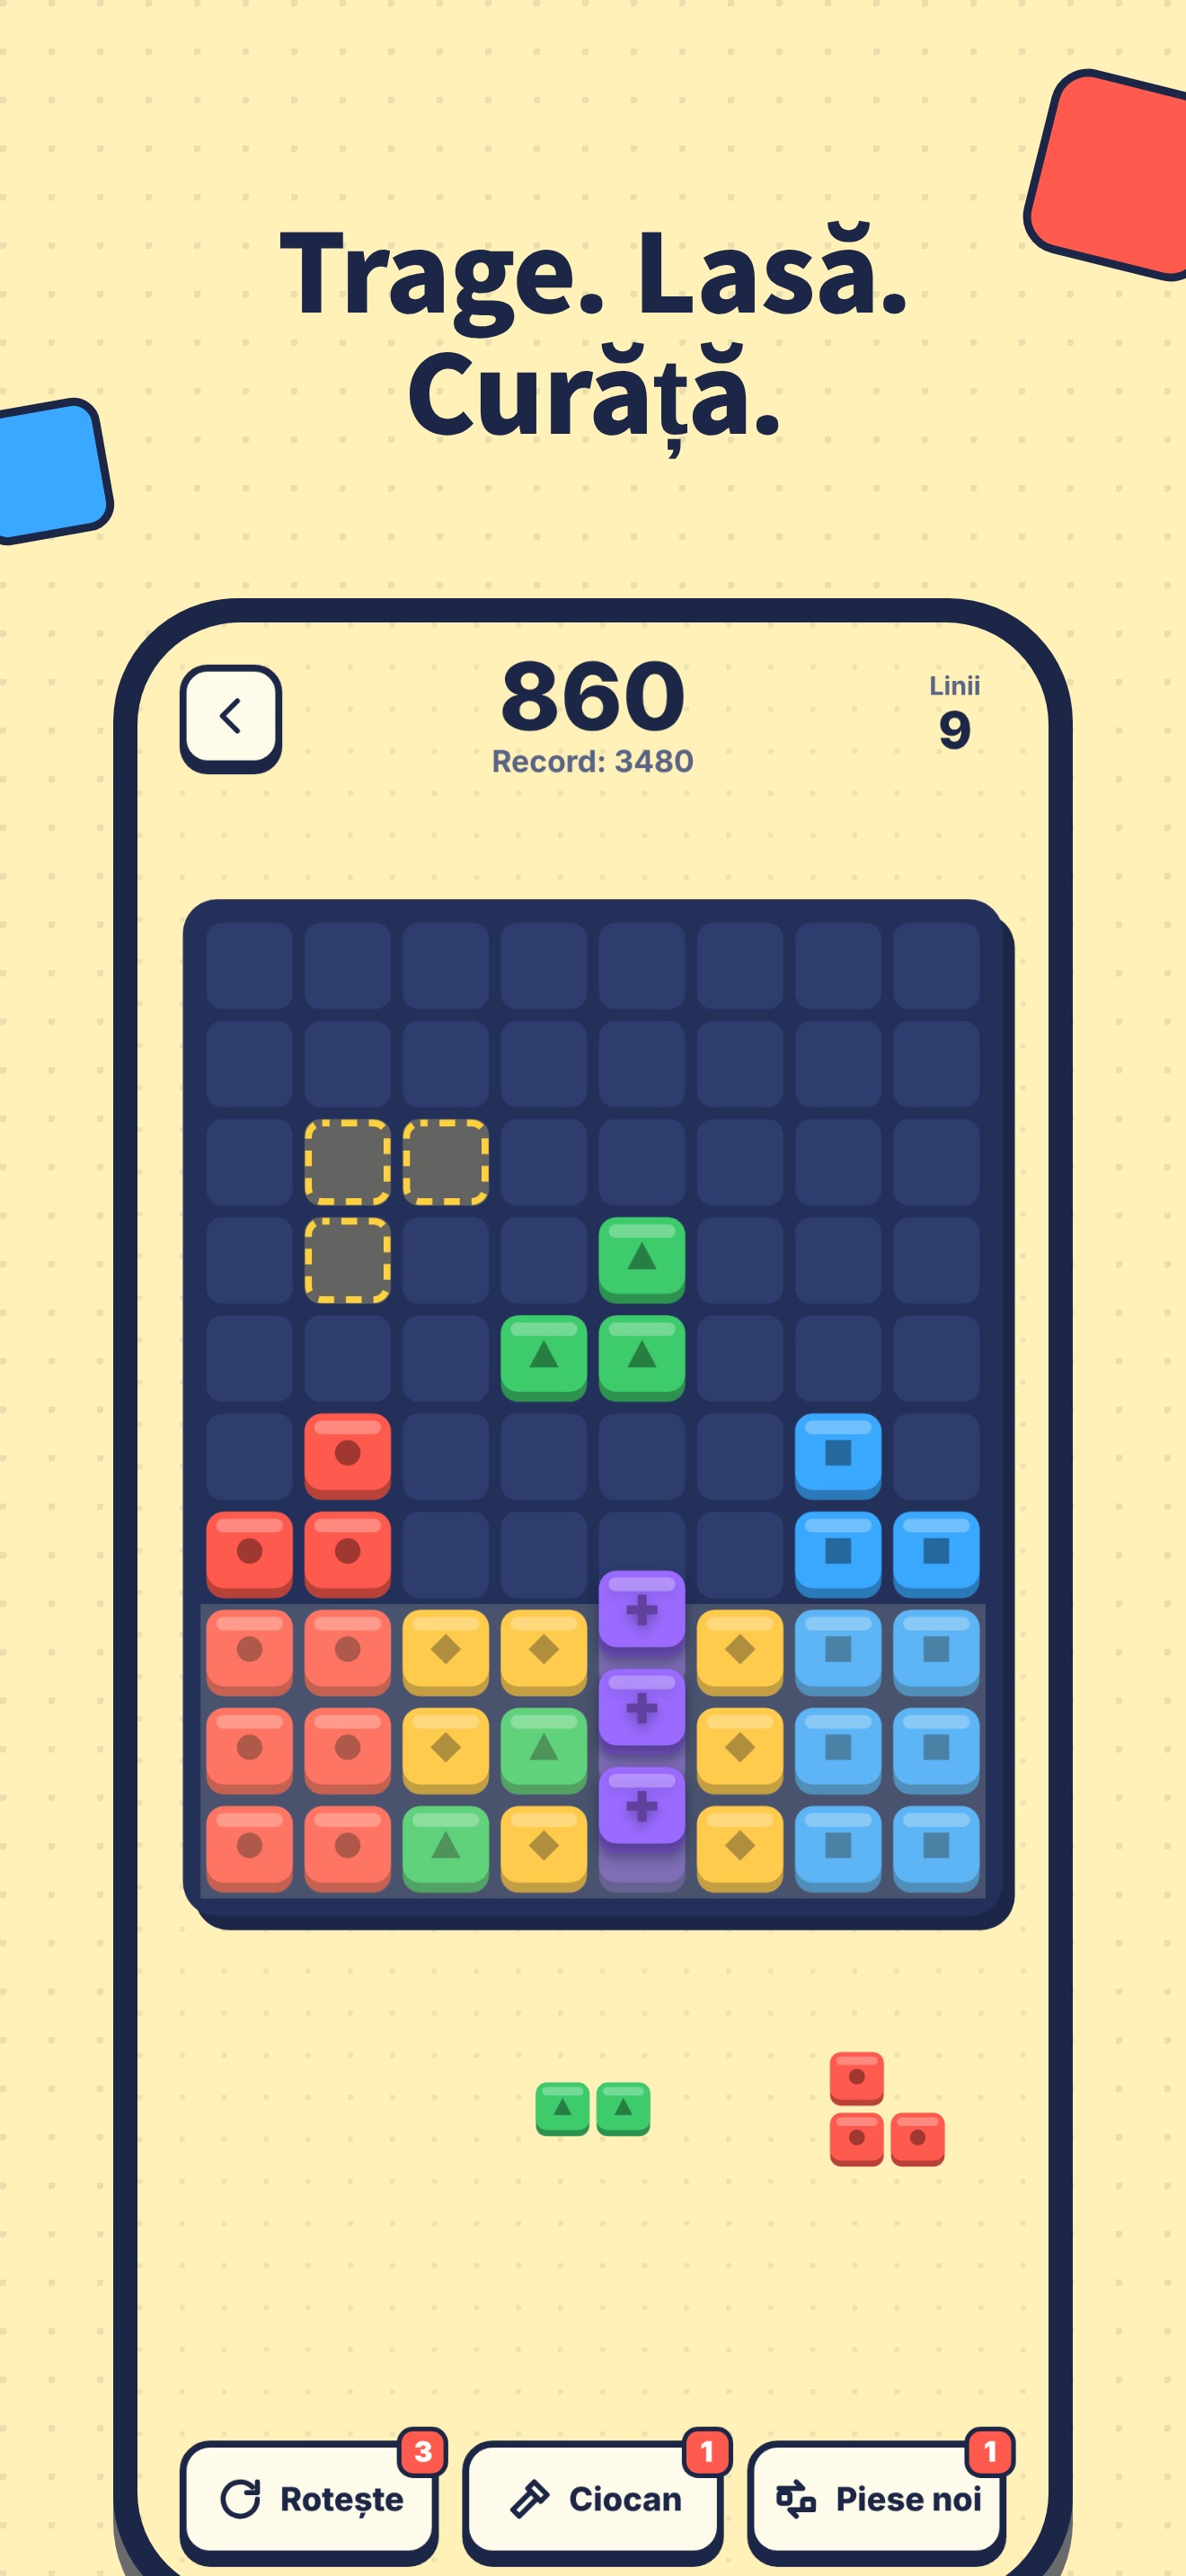 Trage. Lasă.
Curăță.
860
Record: 3480
Linii
9
3
Rotește
1
Ciocan
1
Piese noi